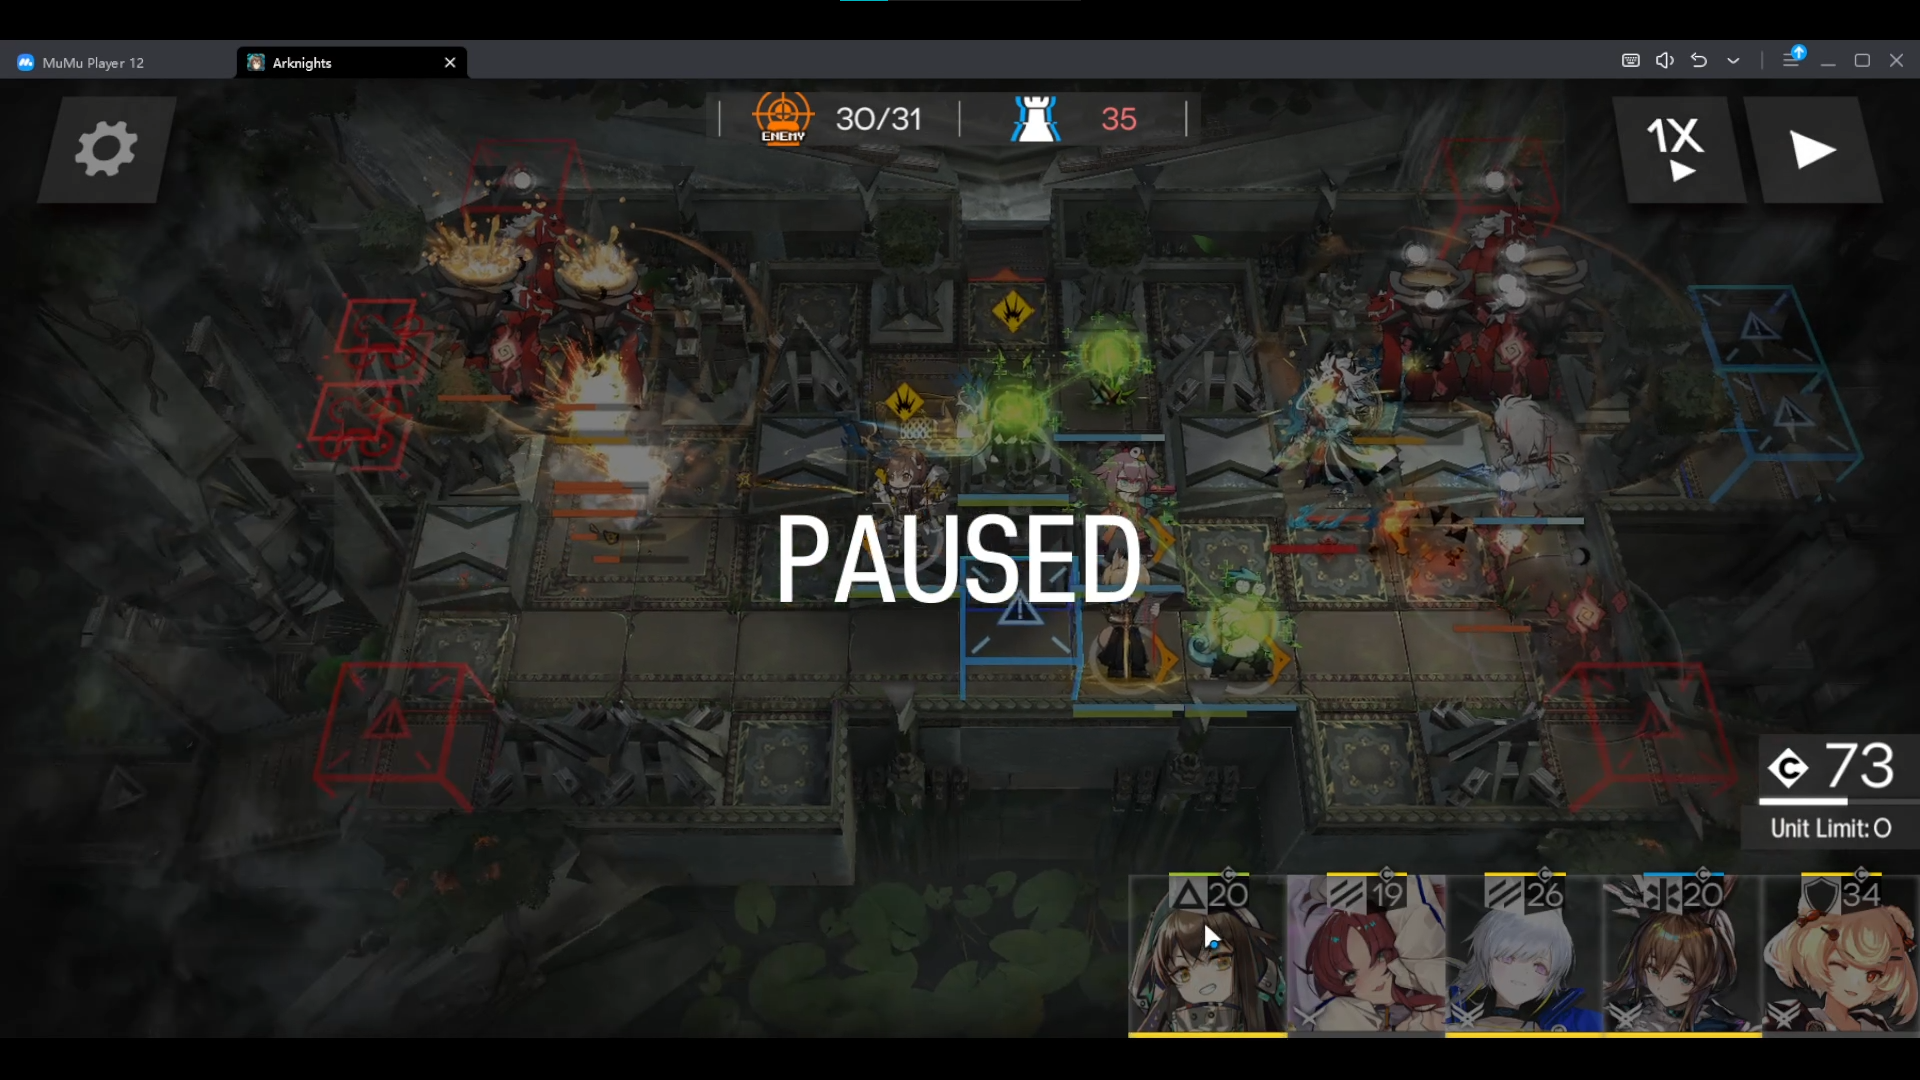 MuMu Player 12
Arknights
ENEMY
30/31
35
1X
PAUSED
C 73
Unit Limit: 0
C 20
C 19
C 26
C 20
C 34